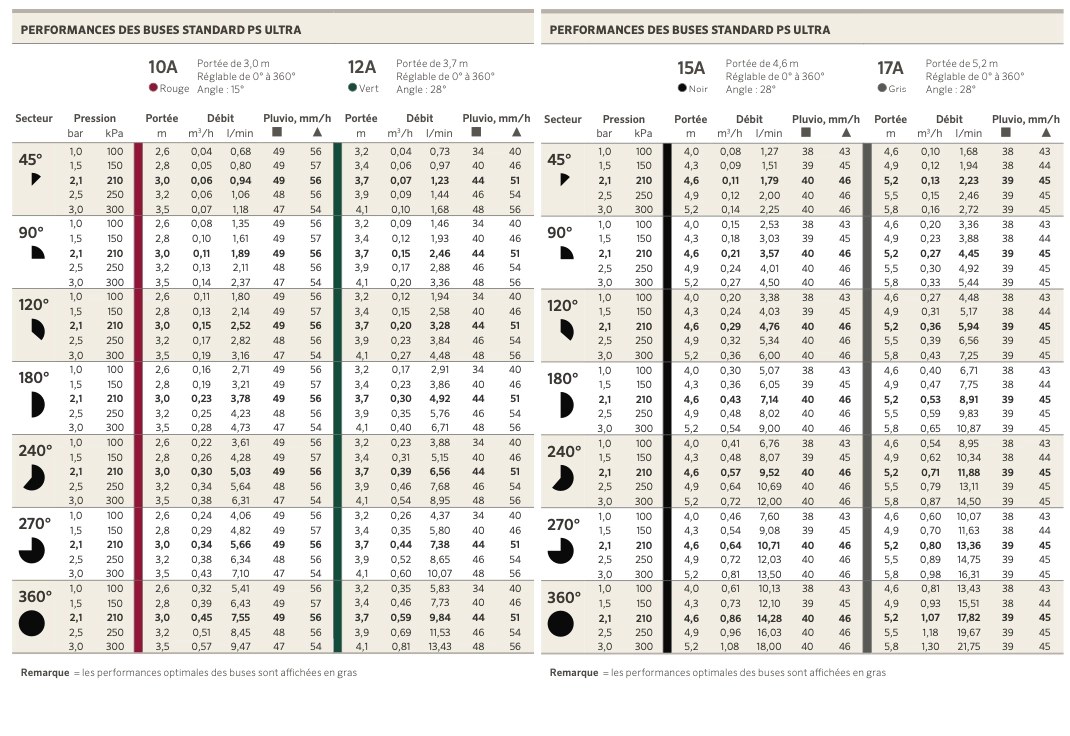 PERFORMANCES DES BUSES STANDARD PS ULTRA
10A Portée de 3,0 m 12A Portée de 3,7 m
Réglable de 0° à 360° Réglable de 0° à 360°
Rouge Angle : 15° Vert Angle : 28°
Secteur Pression Portée Débit Pluvio, mm/h Portée Débit Pluvio, mm/h
bar kPa m m³/h l/min ■ ▲ m m³/h l/min ■ ▲
45° 1,0 100 2,6 0,04 0,68 49 56 3,2 0,04 0,73 34 40
1,5 150 2,8 0,05 0,80 49 57 3,4 0,06 0,97 40 46
2,1 210 3,0 0,06 0,94 49 56 3,7 0,07 1,23 44 51
2,5 250 3,2 0,06 1,06 48 56 3,9 0,09 1,44 46 54
3,0 300 3,5 0,07 1,18 47 54 4,1 0,10 1,68 48 56
90° 1,0 100 2,6 0,08 1,35 49 56 3,2 0,09 1,46 34 40
1,5 150 2,8 0,10 1,61 49 57 3,4 0,12 1,93 40 46
2,1 210 3,0 0,11 1,89 49 56 3,7 0,15 2,46 44 51
2,5 250 3,2 0,13 2,11 48 56 3,9 0,17 2,88 46 54
3,0 300 3,5 0,14 2,37 47 54 4,1 0,20 3,36 48 56
120° 1,0 100 2,6 0,11 1,80 49 56 3,2 0,12 1,94 34 40
1,5 150 2,8 0,13 2,14 49 57 3,4 0,15 2,58 40 46
2,1 210 3,0 0,15 2,52 49 56 3,7 0,20 3,28 44 51
2,5 250 3,2 0,17 2,82 48 56 3,9 0,23 3,84 46 54
3,0 300 3,5 0,19 3,16 47 54 4,1 0,27 4,48 48 56
180° 1,0 100 2,6 0,16 2,71 49 56 3,2 0,17 2,91 34 40
1,5 150 2,8 0,19 3,21 49 57 3,4 0,23 3,86 40 46
2,1 210 3,0 0,23 3,78 49 56 3,7 0,30 4,92 44 51
2,5 250 3,2 0,25 4,23 48 56 3,9 0,35 5,76 46 54
3,0 300 3,5 0,28 4,73 47 54 4,1 0,40 6,71 48 56
240° 1,0 100 2,6 0,22 3,61 49 56 3,2 0,23 3,88 34 40
1,5 150 2,8 0,26 4,28 49 57 3,4 0,31 5,15 40 46
2,1 210 3,0 0,30 5,03 49 56 3,7 0,39 6,56 44 51
2,5 250 3,2 0,34 5,64 48 56 3,9 0,46 7,68 46 54
3,0 300 3,5 0,38 6,31 47 54 4,1 0,54 8,95 48 56
270° 1,0 100 2,6 0,24 4,06 49 56 3,2 0,26 4,37 34 40
1,5 150 2,8 0,29 4,82 49 57 3,4 0,35 5,80 40 46
2,1 210 3,0 0,34 5,66 49 56 3,7 0,44 7,38 44 51
2,5 250 3,2 0,38 6,34 48 56 3,9 0,52 8,65 46 54
3,0 300 3,5 0,43 7,10 47 54 4,1 0,60 10,07 48 56
360° 1,0 100 2,6 0,32 5,41 49 56 3,2 0,35 5,83 34 40
1,5 150 2,8 0,39 6,43 49 57 3,4 0,46 7,73 40 46
2,1 210 3,0 0,45 7,55 49 56 3,7 0,59 9,84 44 51
2,5 250 3,2 0,51 8,45 48 56 3,9 0,69 11,53 46 54
3,0 300 3,5 0,57 9,47 47 54 4,1 0,81 13,43 48 56
Remarque = les performances optimales des buses sont affichées en gras
PERFORMANCES DES BUSES STANDARD PS ULTRA
15A Portée de 4,6 m 17A Portée de 5,2 m
Réglable de 0° à 360° Réglable de 0° à 360°
Noir Angle : 28° Gris Angle : 28°
Secteur Pression Portée Débit Pluvio, mm/h Portée Débit Pluvio, mm/h
bar kPa m m³/h l/min ■ ▲ m m³/h l/min ■ ▲
45° 1,0 100 4,0 0,08 1,27 38 43 4,6 0,10 1,68 38 43
1,5 150 4,3 0,09 1,51 39 45 4,9 0,12 1,94 38 44
2,1 210 4,6 0,11 1,79 40 46 5,2 0,13 2,23 39 45
2,5 250 4,9 0,12 2,00 40 46 5,5 0,15 2,46 39 45
3,0 300 5,2 0,14 2,25 40 46 5,8 0,16 2,72 39 45
90° 1,0 100 4,0 0,15 2,53 38 43 4,6 0,20 3,36 38 43
1,5 150 4,3 0,18 3,03 39 45 4,9 0,23 3,88 38 44
2,1 210 4,6 0,21 3,57 40 46 5,2 0,27 4,45 39 45
2,5 250 4,9 0,24 4,01 40 46 5,5 0,30 4,92 39 45
3,0 300 5,2 0,27 4,50 40 46 5,8 0,33 5,44 39 45
120° 1,0 100 4,0 0,20 3,38 38 43 4,6 0,27 4,48 38 43
1,5 150 4,3 0,24 4,03 39 45 4,9 0,31 5,17 38 44
2,1 210 4,6 0,29 4,76 40 46 5,2 0,36 5,94 39 45
2,5 250 4,9 0,32 5,34 40 46 5,5 0,39 6,56 39 45
3,0 300 5,2 0,36 6,00 40 46 5,8 0,43 7,25 39 45
180° 1,0 100 4,0 0,30 5,07 38 43 4,6 0,40 6,71 38 43
1,5 150 4,3 0,36 6,05 39 45 4,9 0,47 7,75 38 44
2,1 210 4,6 0,43 7,14 40 46 5,2 0,53 8,91 39 45
2,5 250 4,9 0,48 8,02 40 46 5,5 0,59 9,83 39 45
3,0 300 5,2 0,54 9,00 40 46 5,8 0,65 10,87 39 45
240° 1,0 100 4,0 0,41 6,76 38 43 4,6 0,54 8,95 38 43
1,5 150 4,3 0,48 8,07 39 45 4,9 0,62 10,34 38 44
2,1 210 4,6 0,57 9,52 40 46 5,2 0,71 11,88 39 45
2,5 250 4,9 0,64 10,69 40 46 5,5 0,79 13,11 39 45
3,0 300 5,2 0,72 12,00 40 46 5,8 0,87 14,50 39 45
270° 1,0 100 4,0 0,46 7,60 38 43 4,6 0,60 10,07 38 43
1,5 150 4,3 0,54 9,08 39 45 4,9 0,70 11,63 38 44
2,1 210 4,6 0,64 10,71 40 46 5,2 0,80 13,36 39 45
2,5 250 4,9 0,72 12,03 40 46 5,5 0,89 14,75 39 45
3,0 300 5,2 0,81 13,50 40 46 5,8 0,98 16,31 39 45
360° 1,0 100 4,0 0,61 10,13 38 43 4,6 0,81 13,43 38 43
1,5 150 4,3 0,73 12,10 39 45 4,9 0,93 15,51 38 44
2,1 210 4,6 0,86 14,28 40 46 5,2 1,07 17,82 39 45
2,5 250 4,9 0,96 16,03 40 46 5,5 1,18 19,67 39 45
3,0 300 5,2 1,08 18,00 40 46 5,8 1,30 21,75 39 45
Remarque = les performances optimales des buses sont affichées en gras